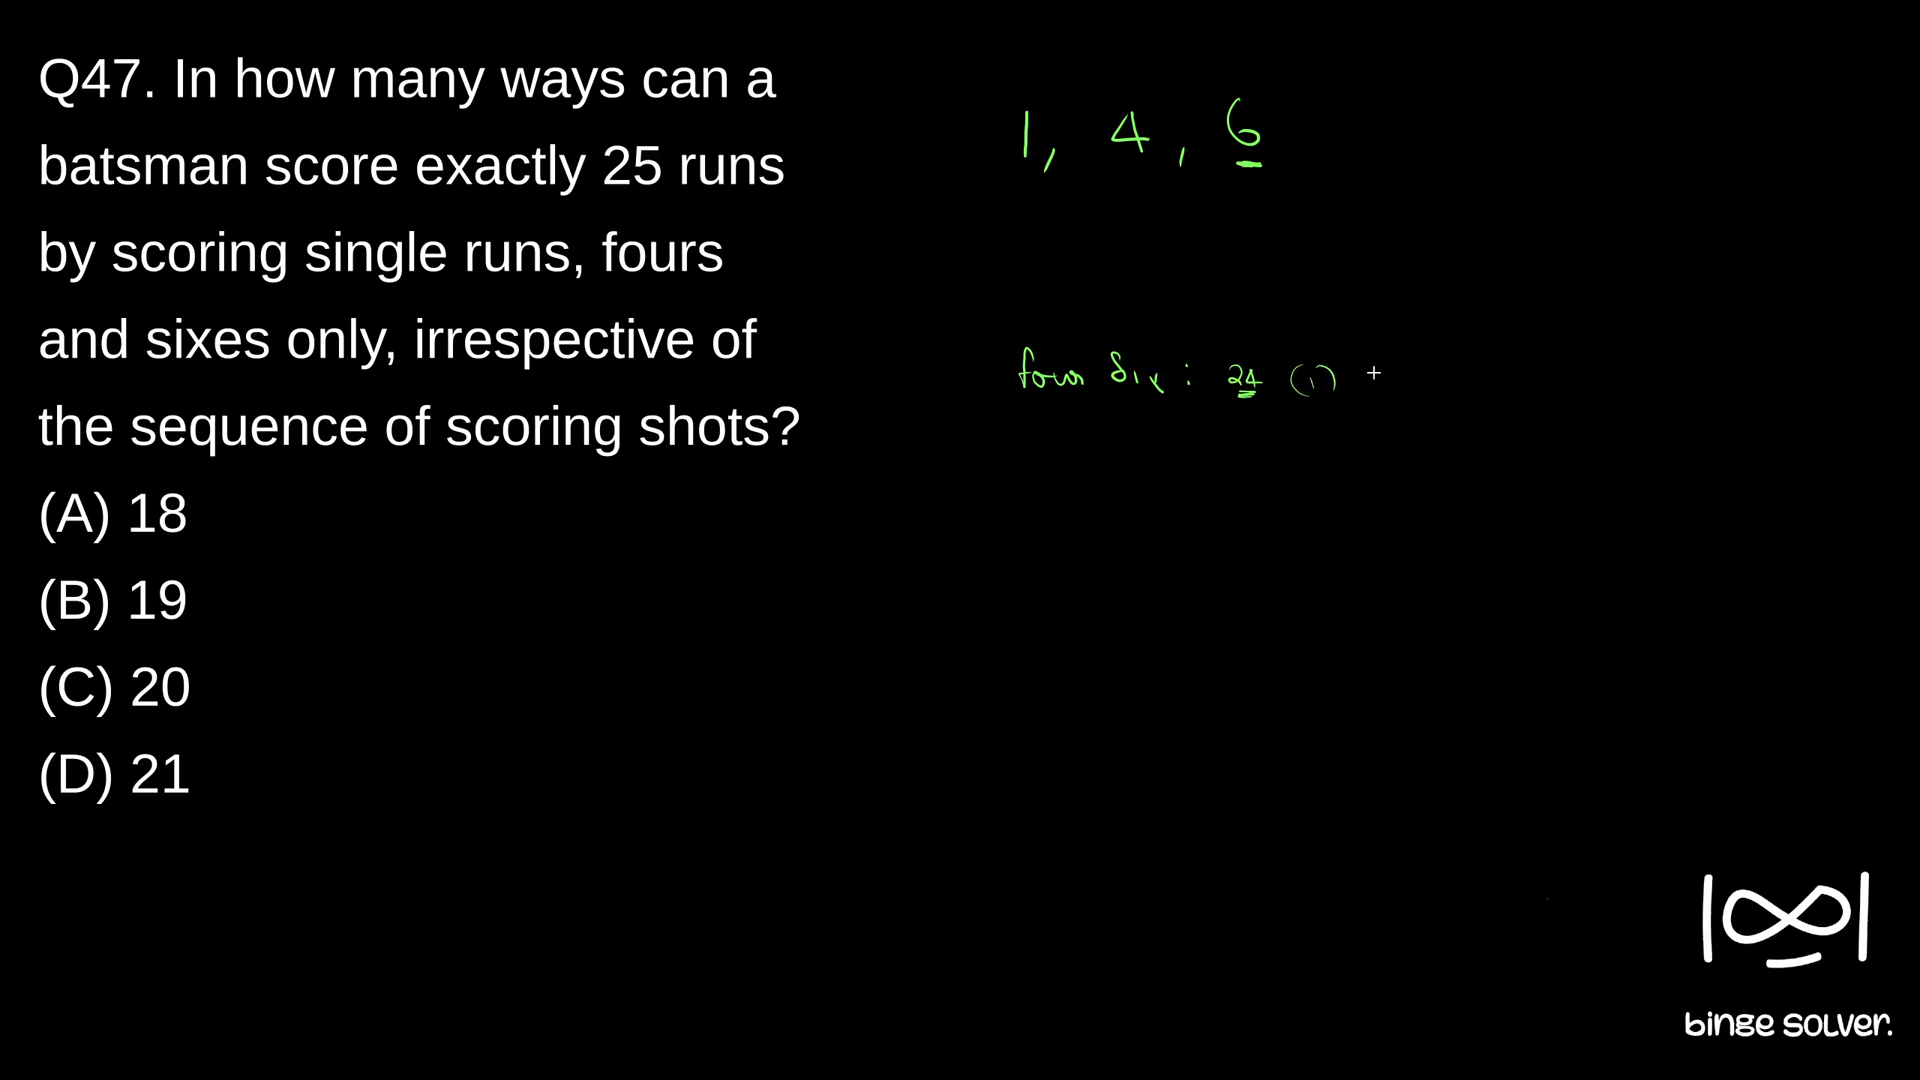 Q47. In how many ways can a
batsman score exactly 25 runs
by scoring single runs, fours
and sixes only, irrespective of
the sequence of scoring shots?
(A) 18
(B) 19
(C) 20
(D) 21
1, 4, 6
four six : 24 (1)
binge solver.